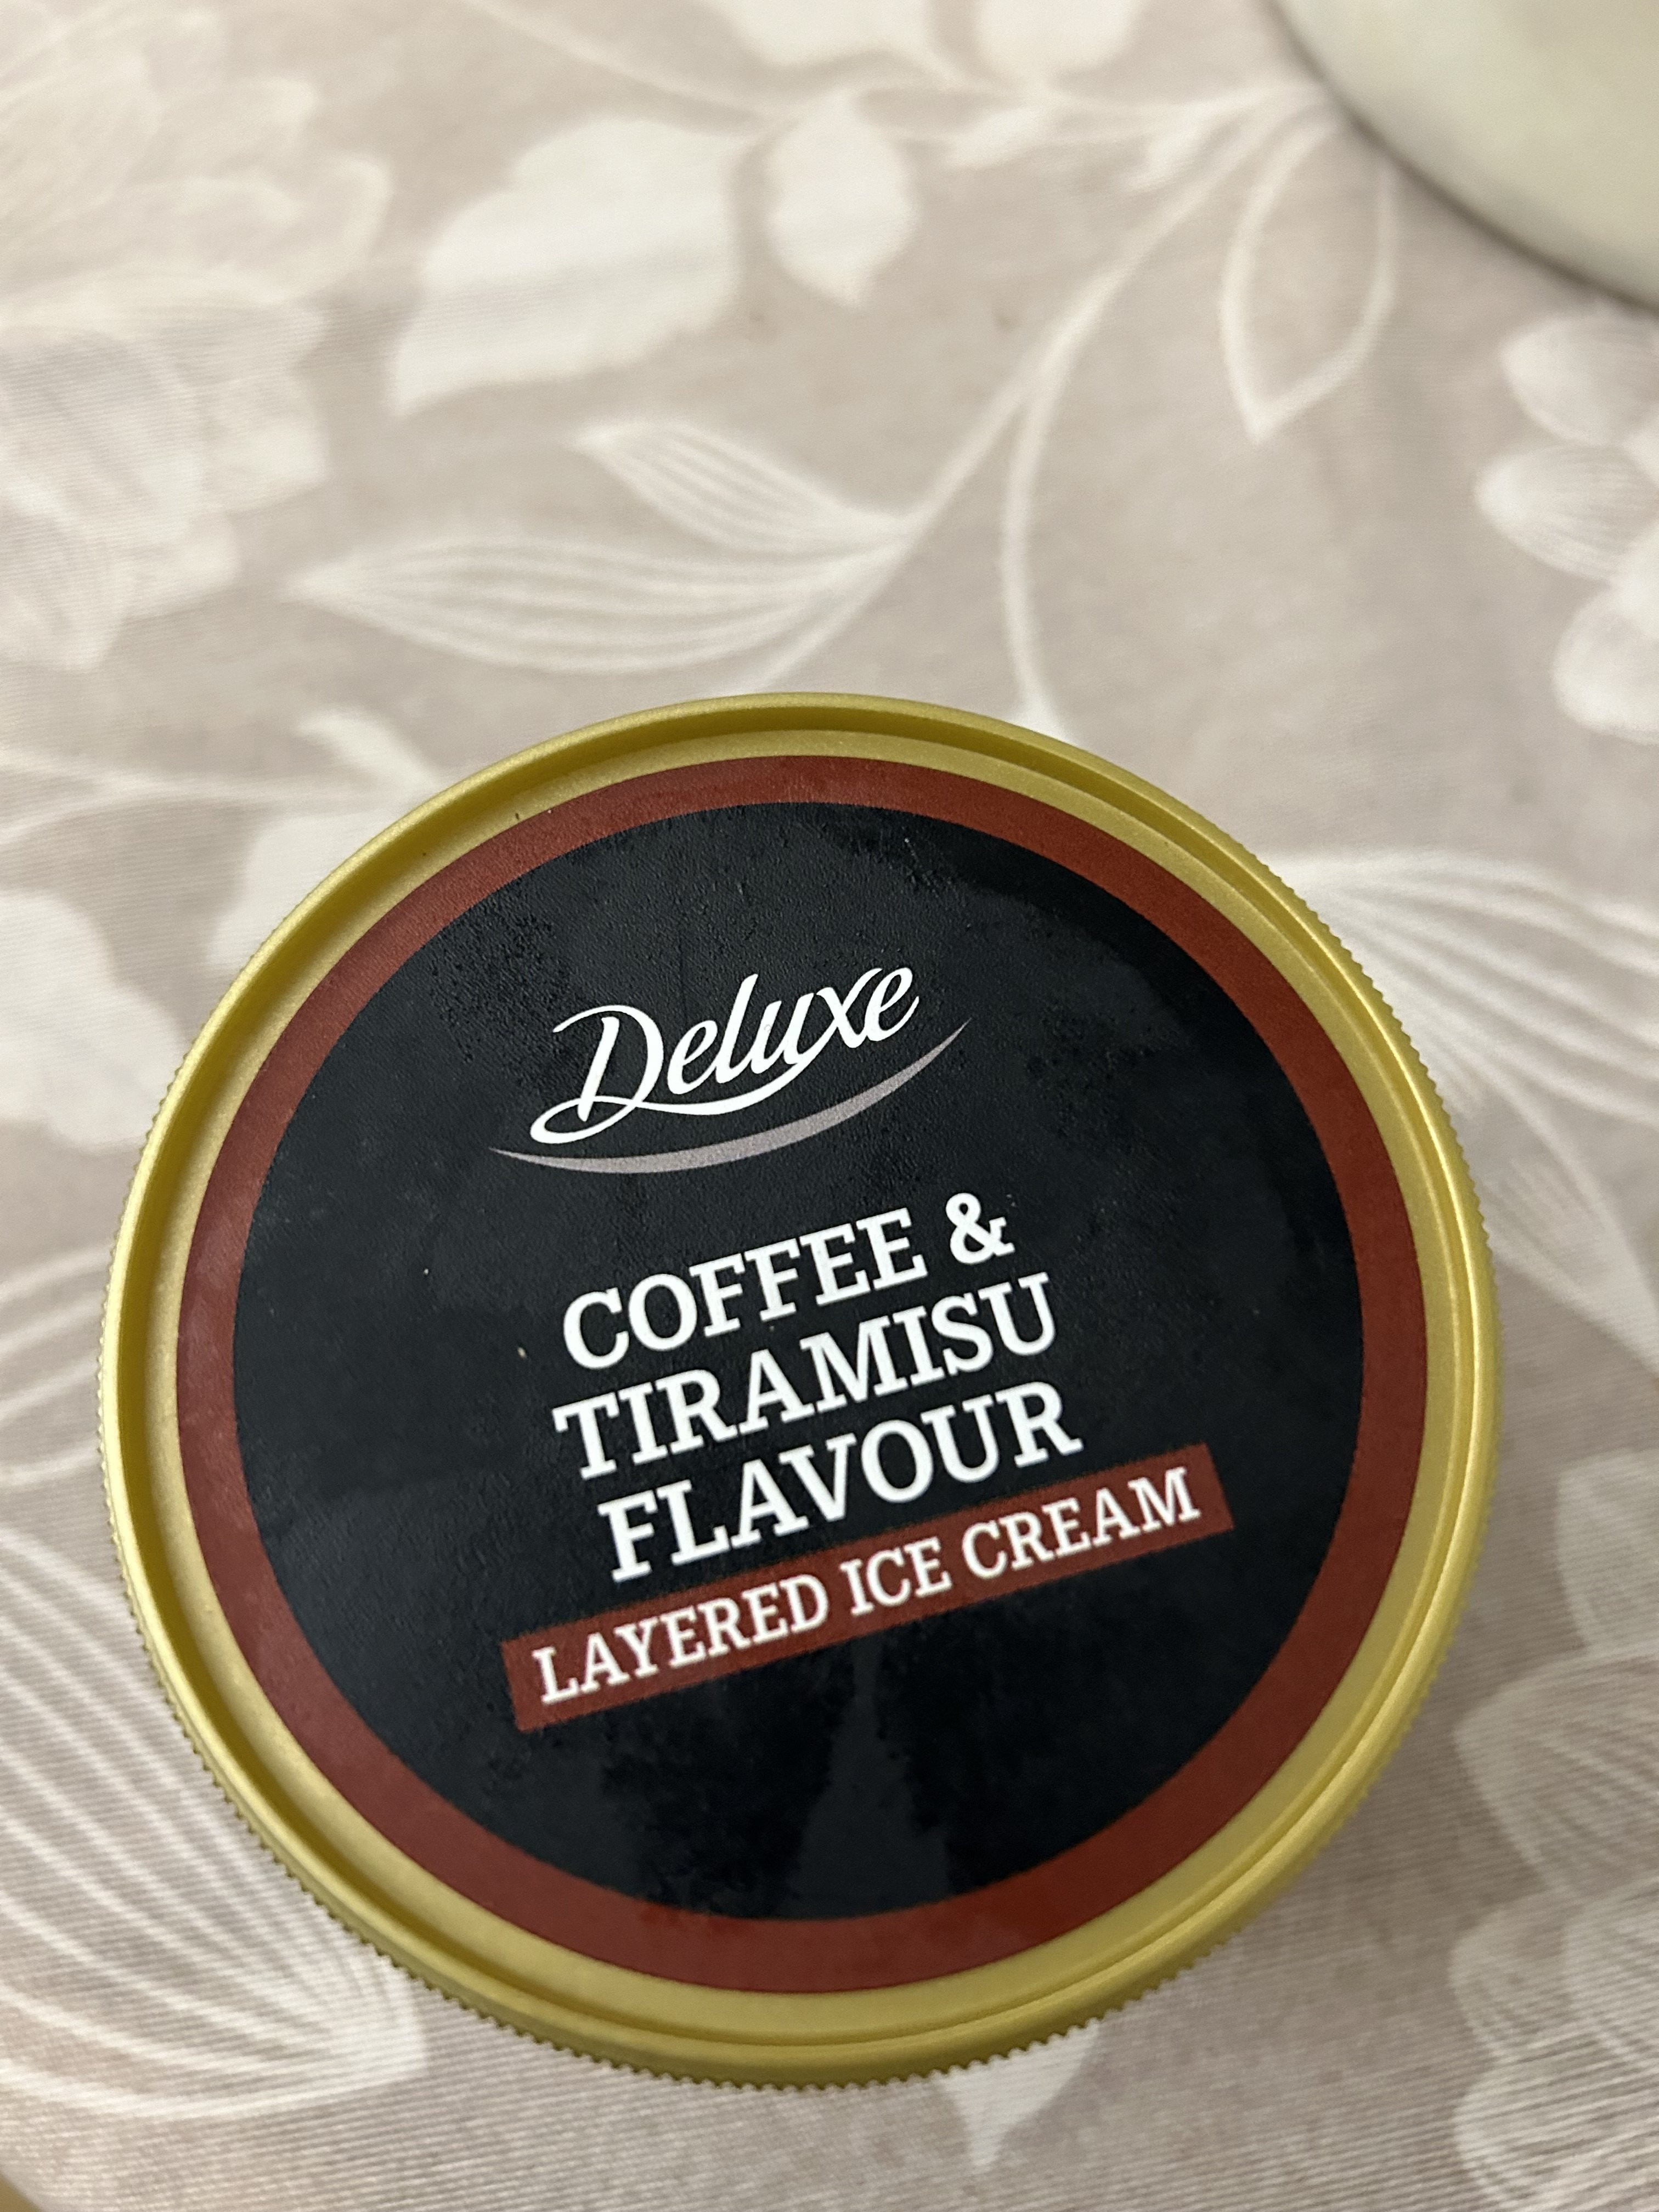 Deluxe
COFFEE &
TIRAMISU
FLAVOUR
LAYERED ICE CREAM